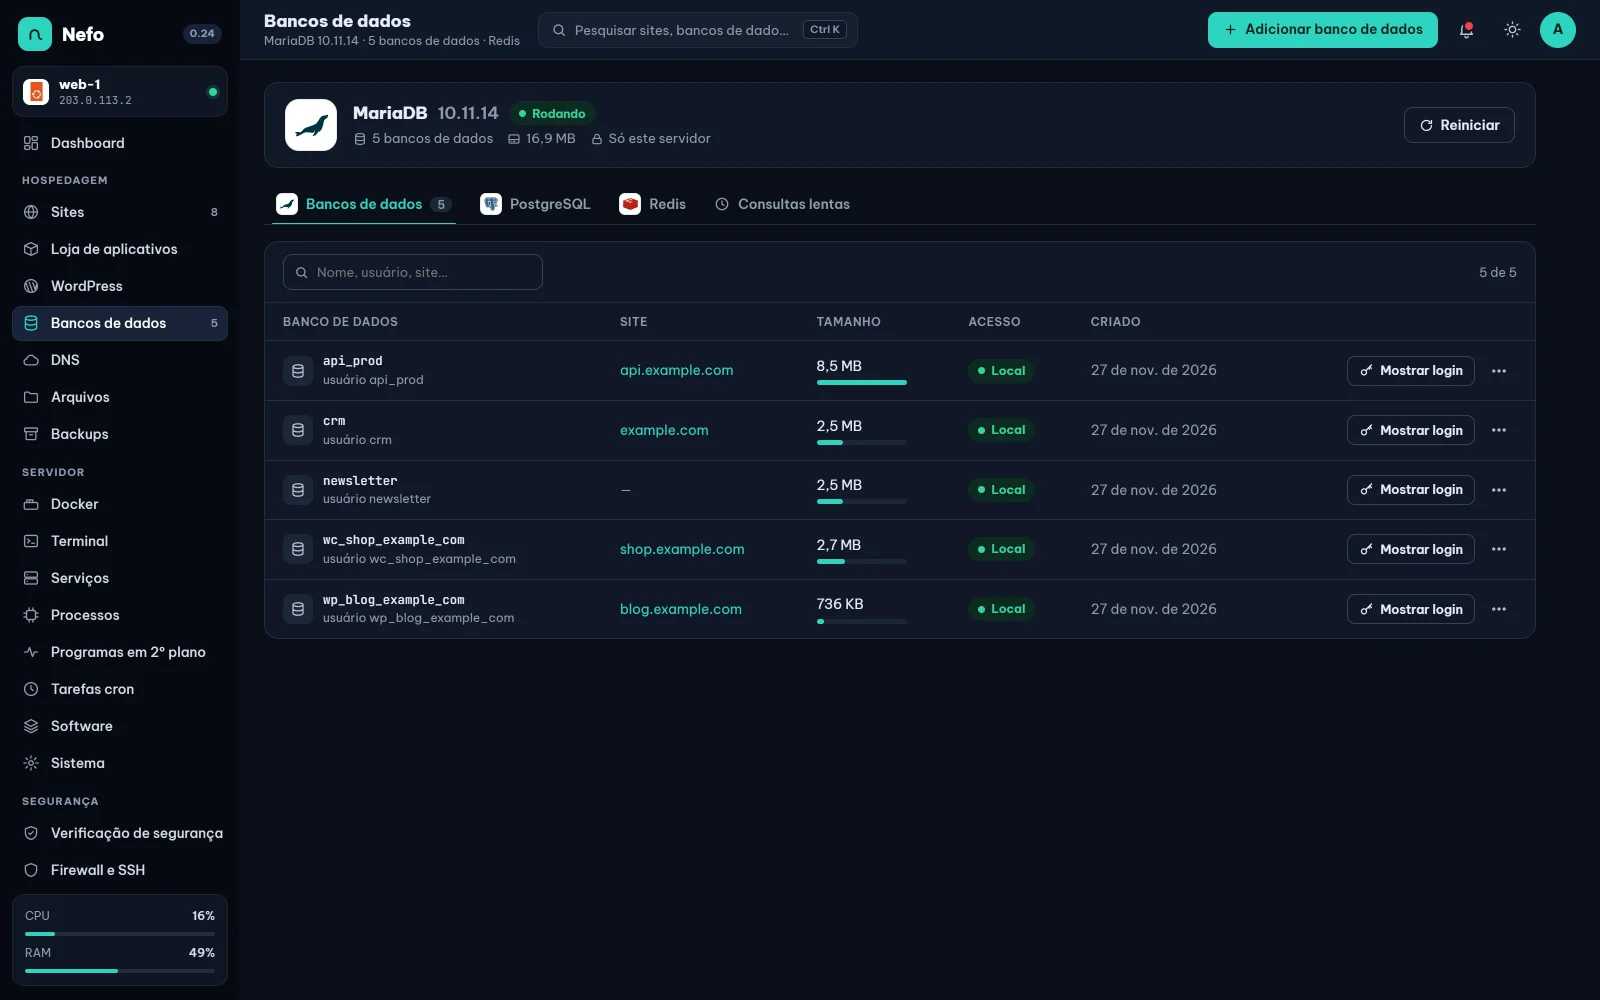 Nefo
0.24
web-1
203.0.113.2
Dashboard
HOSPEDAGEM
Sites 8
Loja de aplicativos
WordPress
Bancos de dados 5
DNS
Arquivos
Backups
SERVIDOR
Docker
Terminal
Serviços
Processos
Programas em 2º plano
Tarefas cron
Software
Sistema
SEGURANÇA
Verificação de segurança
Firewall e SSH
CPU 16%
RAM 49%
Bancos de dados
MariaDB 10.11.14 · 5 bancos de dados · Redis
Pesquisar sites, bancos de dado... Ctrl K
Adicionar banco de dados
A
MariaDB 10.11.14 Rodando
5 bancos de dados 16,9 MB Só este servidor
Reiniciar
Bancos de dados 5 PostgreSQL Redis Consultas lentas
Nome, usuário, site...
5 de 5
BANCO DE DADOS SITE TAMANHO ACESSO CRIADO
api_prod
usuário api_prod
api.example.com 8,5 MB Local 27 de nov. de 2026 Mostrar login
crm
usuário crm
example.com 2,5 MB Local 27 de nov. de 2026 Mostrar login
newsletter
usuário newsletter
— 2,5 MB Local 27 de nov. de 2026 Mostrar login
wc_shop_example_com
usuário wc_shop_example_com
shop.example.com 2,7 MB Local 27 de nov. de 2026 Mostrar login
wp_blog_example_com
usuário wp_blog_example_com
blog.example.com 736 KB Local 27 de nov. de 2026 Mostrar login